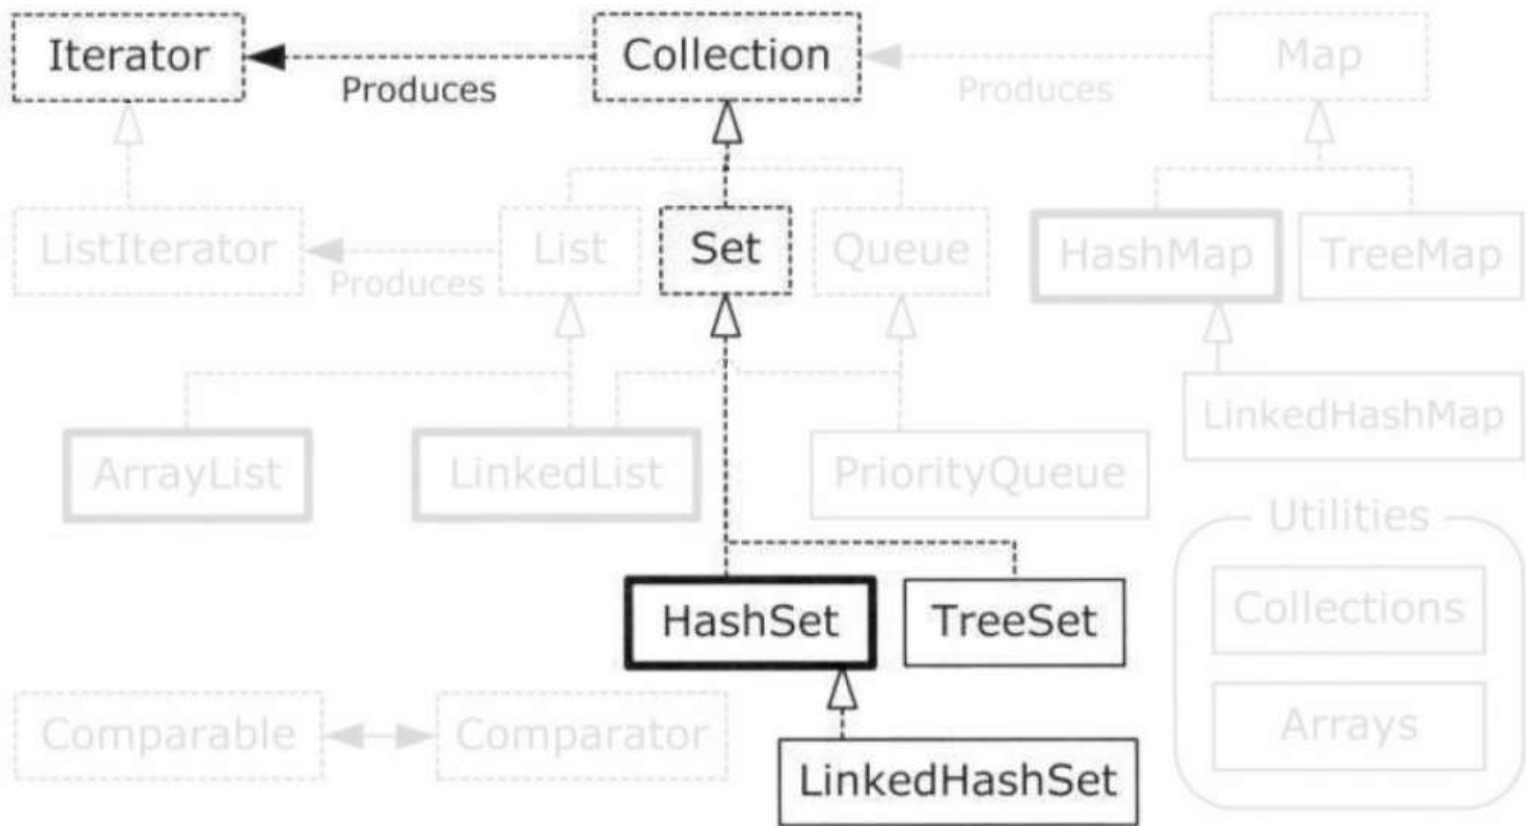 Iterator
Produces
Collection
Produces
Map
ListIterator
Produces
List
Set
Queue
HashMap
TreeMap
LinkedHashMap
ArrayList
LinkedList
PriorityQueue
Utilities
Collections
Arrays
HashSet
TreeSet
Comparable
Comparator
LinkedHashSet